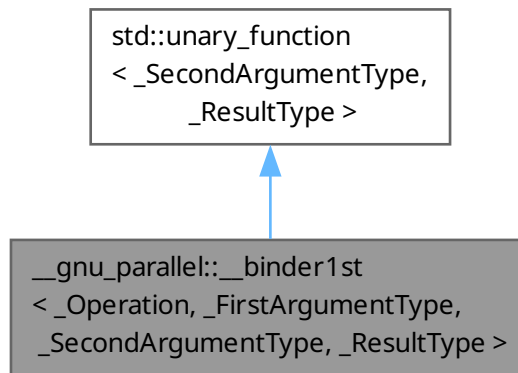 std::unary_function
< _SecondArgumentType,
_ResultType >
__gnu_parallel::__binder1st
< _Operation, _FirstArgumentType,
_SecondArgumentType, _ResultType >